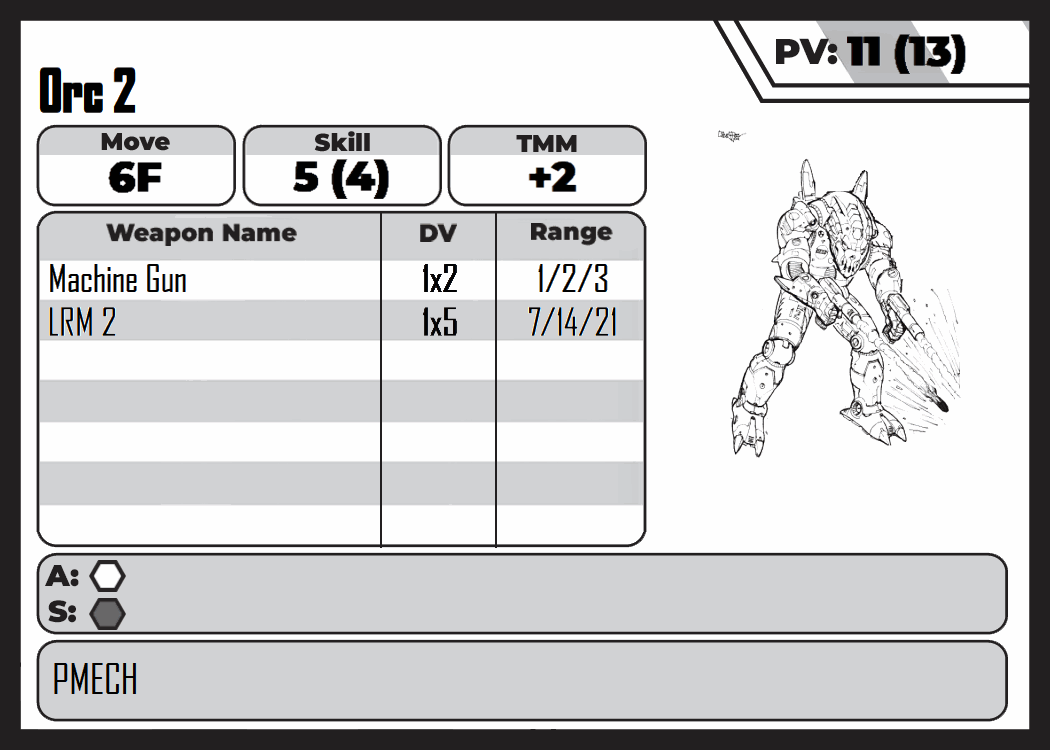 PV: 11 (13)
Orc 2
Move
6F
Skill
5 (4)
TMM
+2
Weapon Name DV Range
Machine Gun 1x2 1/2/3
LRM 2 1x5 7/14/21
A:
S:
PMECH